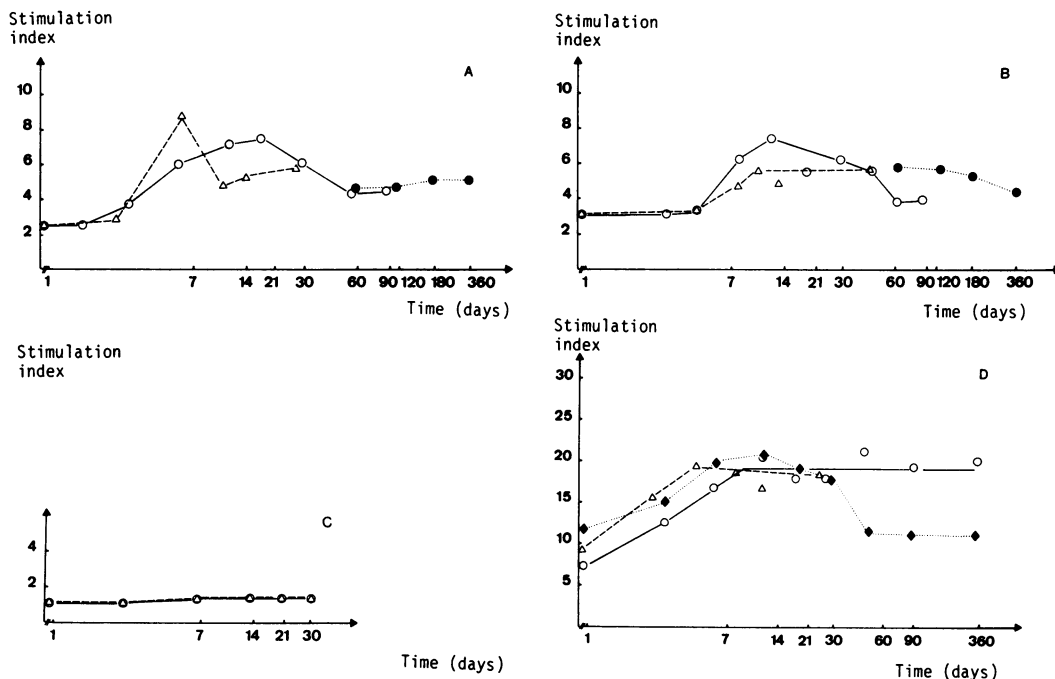 Stimulation
index
A
10
8
6
4
2
1 7 14 21 30 60 90 120 180 360
Time (days)
Stimulation
index
B
10
8
6
4
2
1 7 14 21 30 60 90 120 180 360
Time (days)
Stimulation
index
C
4
2
1 7 14 21 30
Time (days)
Stimulation
index
D
30
25
20
15
10
5
1 7 14 21 30 60 90 360
Time (days)